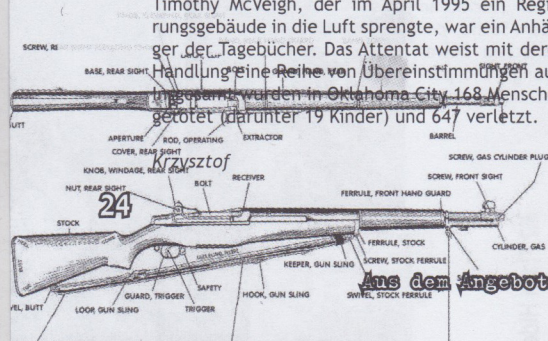 Timothy McVeigh, der im April 1995 ein Regi
rungsgebäude in die Luft sprengte, war ein Anhä
ger der Tagebücher. Das Attentat weist mit der
Handlung eine Reihe von Übereinstimmungen au
Insgesamt wurden in Oklahoma City 168 Mensch
getötet (darunter 19 Kinder) und 647 verletzt.
Krzysztof
SCREW, RE
BASE, REAR SIGHT
SIGHT, FRONT
BUTT
APERTURE
ROD, OPERATING
EXTRACTOR
BARREL
COVER, REAR SIGHT
SCREW, GAS CYLINDER PLUG
KNOB, WINDAGE, REAR SIGHT
SCREW, FRONT SIGHT
NUT, REAR SIGHT
BOLT
RECEIVER
FERRULE, FRONT HAND GUARD
24
STOCK
FERRULE, STOCK
CYLINDER, GAS
SCREW, STOCK FERRULE
KEEPER, GUN SLING
Aus dem Angebot
SWIVEL, STOCK FERRULE
VEL, BUTT
GUARD, TRIGGER
SAFETY
HOOK, GUN SLING
LOOP, GUN SLING
TRIGGER